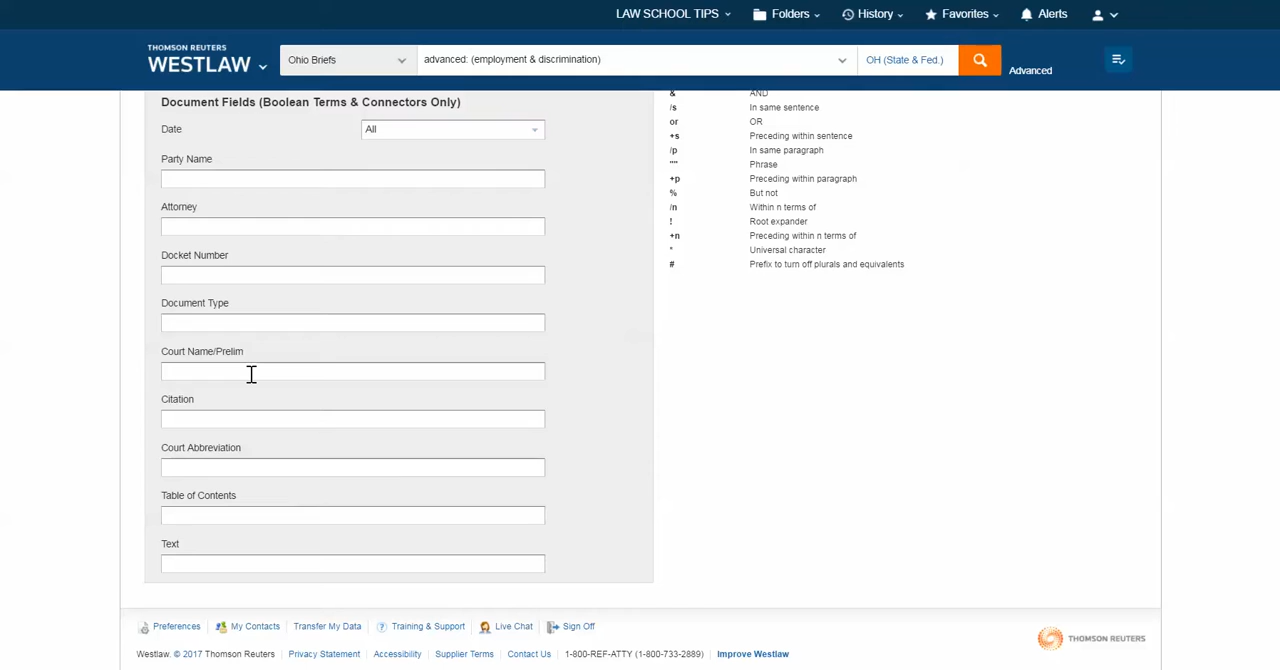 LAW SCHOOL TIPS Folders History Favorites Alerts
THOMSON REUTERS
WESTLAW
Ohio Briefs advanced: (employment & discrimination) OH (State & Fed.) Advanced
Document Fields (Boolean Terms & Connectors Only)
Date All
Party Name
Attorney
Docket Number
Document Type
Court Name/Prelim
Citation
Court Abbreviation
Table of Contents
Text
& AND
/s In same sentence
or OR
+s Preceding within sentence
/p In same paragraph
"" Phrase
+p Preceding within paragraph
% But not
/n Within n terms of
! Root expander
+n Preceding within n terms of
* Universal character
# Prefix to turn off plurals and equivalents
Preferences My Contacts Transfer My Data ? Training & Support Live Chat Sign Off
Westlaw. © 2017 Thomson Reuters Privacy Statement Accessibility Supplier Terms Contact Us 1-800-REF-ATTY (1-800-733-2889) Improve Westlaw
THOMSON REUTERS